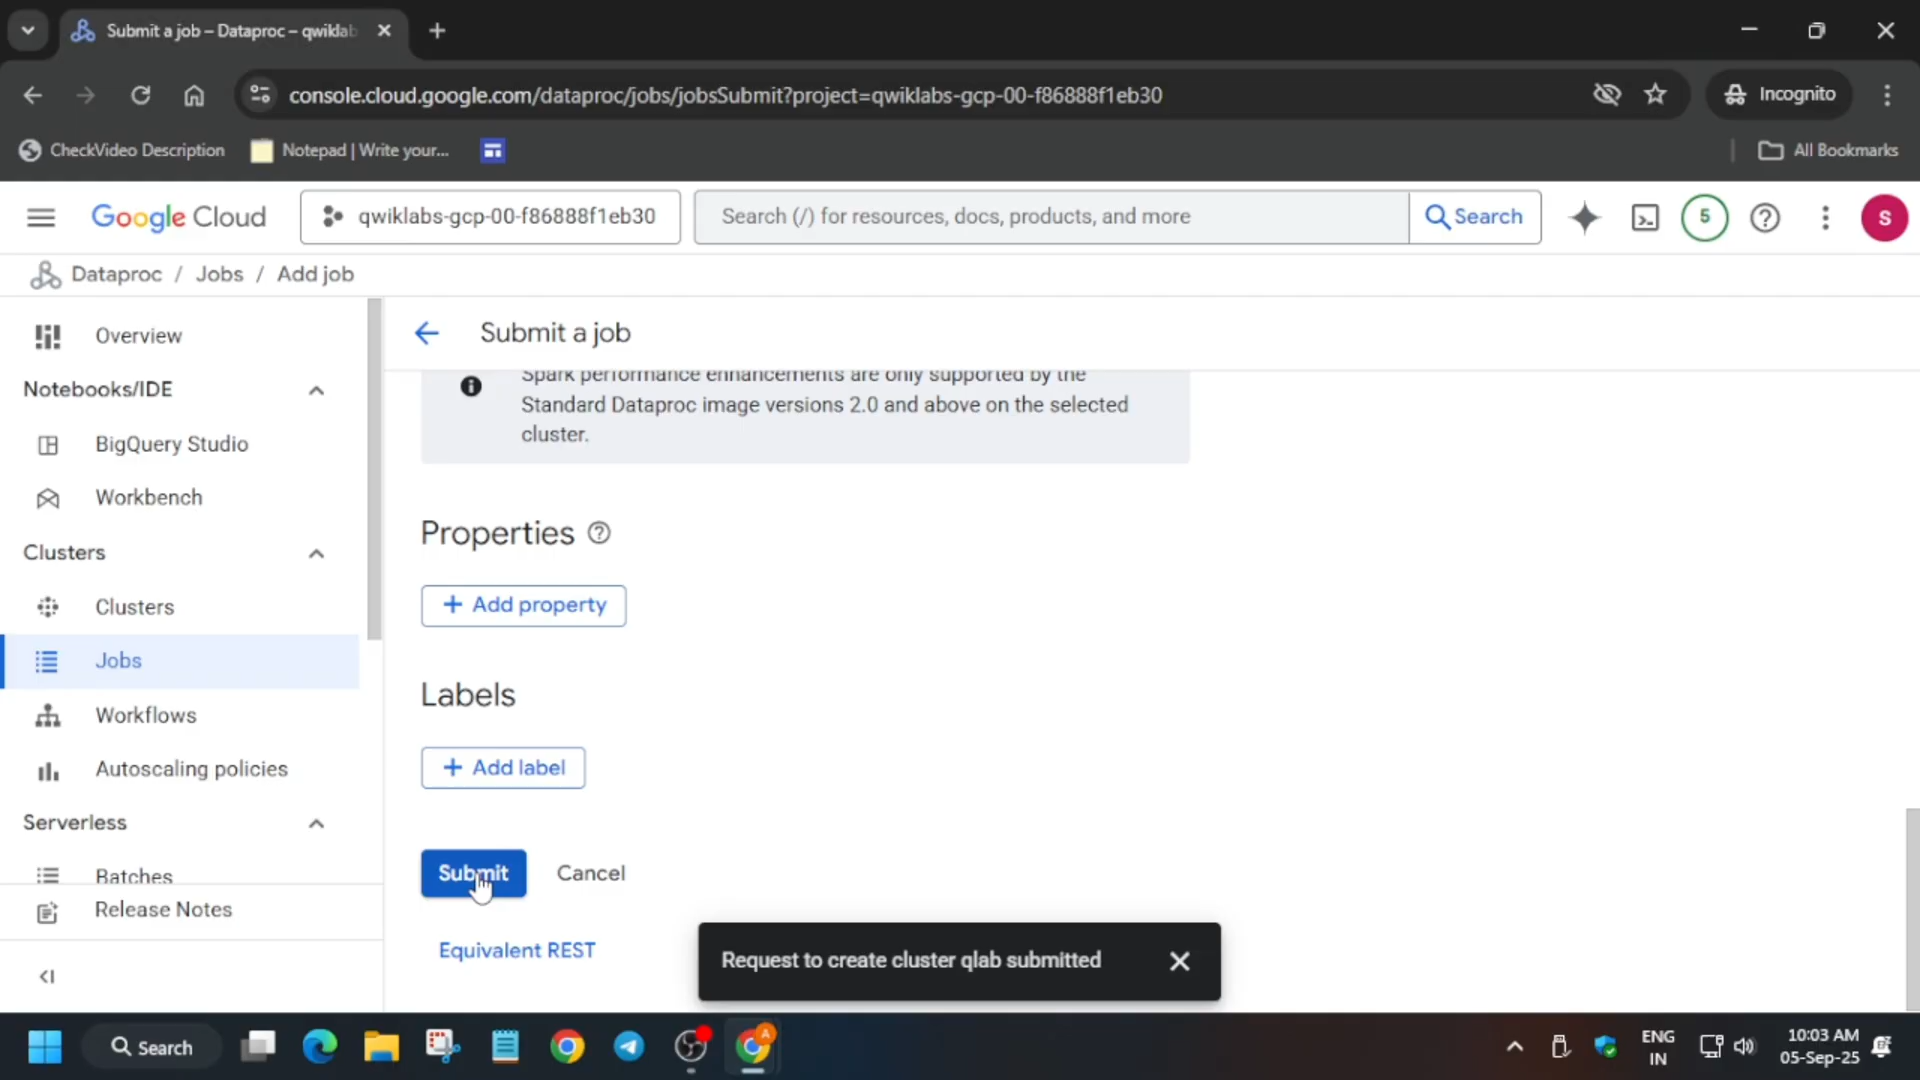 Submit a job – Dataproc – qwiklab
console.cloud.google.com/dataproc/jobs/jobsSubmit?project=qwiklabs-gcp-00-f86888f1eb30
Incognito
CheckVideo Description
Notepad | Write your...
All Bookmarks
Google Cloud
qwiklabs-gcp-00-f86888f1eb30
Search (/) for resources, docs, products, and more
Search
5
S
Dataproc / Jobs / Add job
Overview
Notebooks/IDE
BigQuery Studio
Workbench
Clusters
Clusters
Jobs
Workflows
Autoscaling policies
Serverless
Batches
Release Notes
Submit a job
Spark performance enhancements are only supported by the
Standard Dataproc image versions 2.0 and above on the selected
cluster.
Properties
+ Add property
Labels
+ Add label
Submit
Cancel
Equivalent REST
Request to create cluster qlab submitted
Search
A
ENG
IN
10:03 AM
05-Sep-25